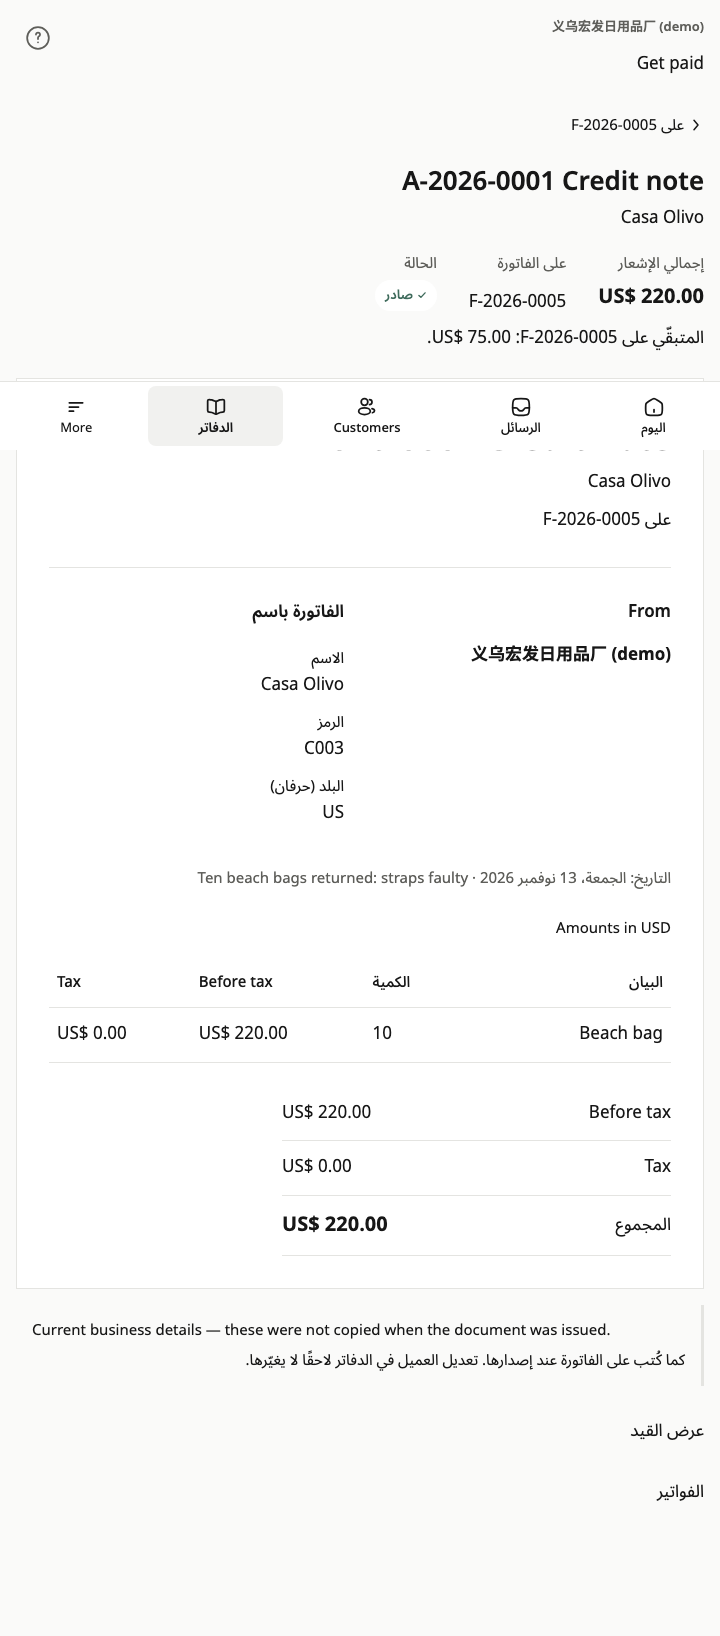 义乌宏发日用品厂 (demo)
Get paid
على F-2026-0005
A-2026-0001 Credit note
Casa Olivo
إجمالي الإشعار
على الفاتورة
الحالة
US$ 220.00
F-2026-0005
صادر
المتبقّي على F-2026-0005: US$ 75.00.
اليوم
الرسائل
Customers
الدفاتر
More
Casa Olivo
على F-2026-0005
From
义乌宏发日用品厂 (demo)
الفاتورة باسم
الاسم
Casa Olivo
الرمز
C003
البلد (حرفان)
US
التاريخ: الجمعة، 13 نوفمبر 2026 · Ten beach bags returned: straps faulty
Amounts in USD
البيان الكمية Before tax Tax
Beach bag 10 US$ 220.00 US$ 0.00
Before tax US$ 220.00
Tax US$ 0.00
المجموع US$ 220.00
Current business details — these were not copied when the document was issued.
كما كُتب على الفاتورة عند إصدارها. تعديل العميل في الدفاتر لاحقًا لا يغيّرها.
عرض القيد
الفواتير